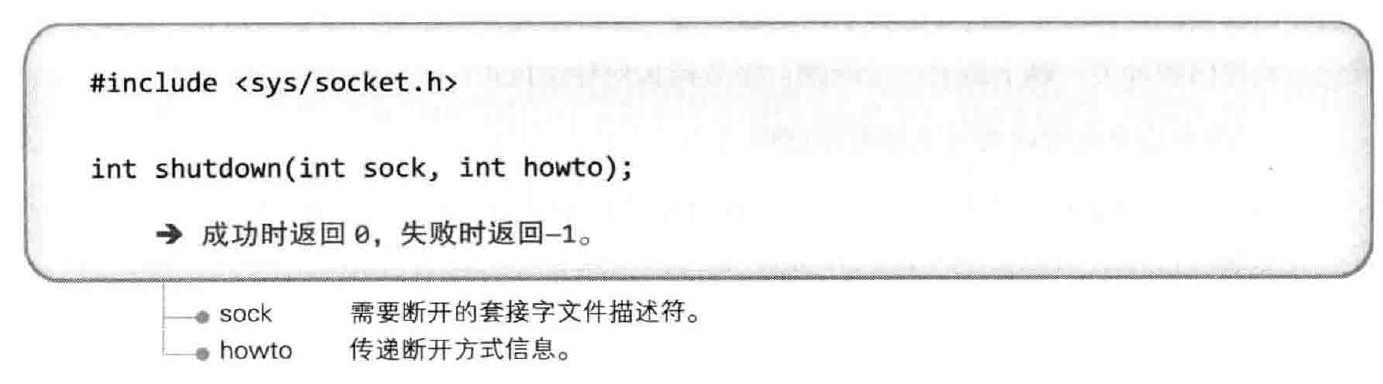 #include <sys/socket.h>
int shutdown(int sock, int howto);
➔ 成功时返回 0，失败时返回–1。
sock 需要断开的套接字文件描述符。
howto 传递断开方式信息。